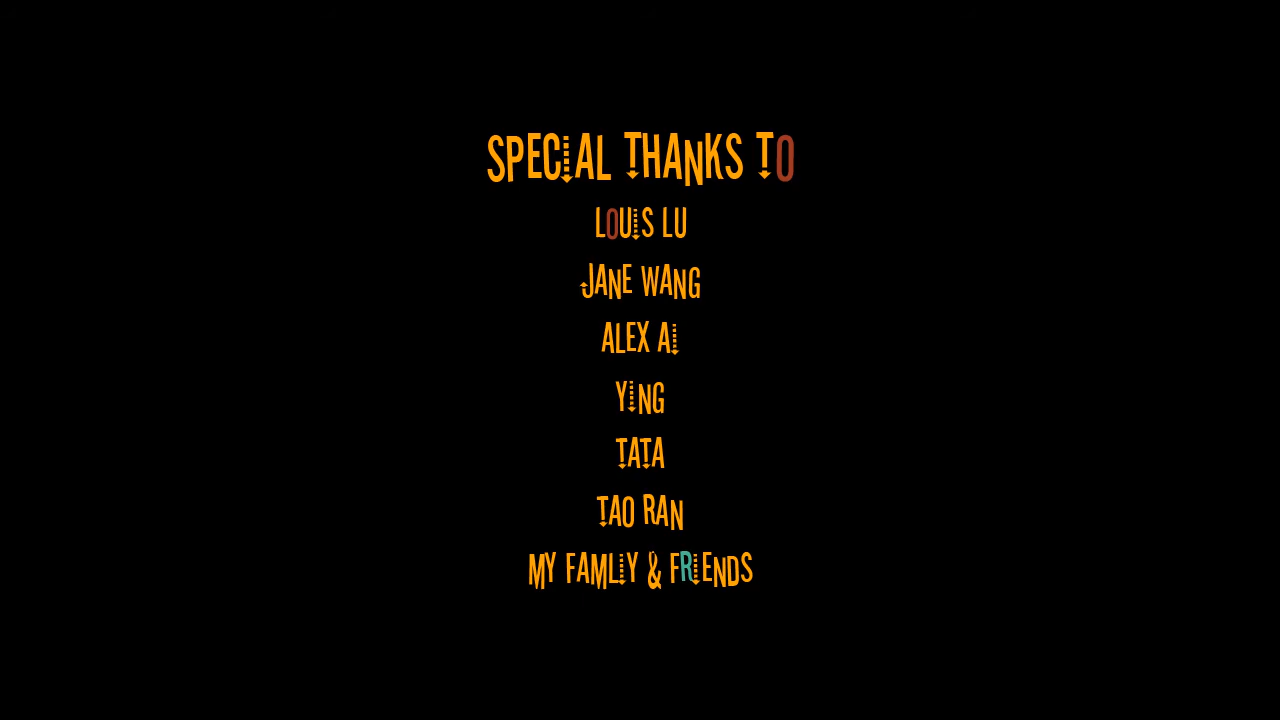 SPECIAL THANKS TO
LOUIS LU
JANE WANG
ALEX AI
YING
TATA
TAO RAN
MY FAMLIY & FRIENDS